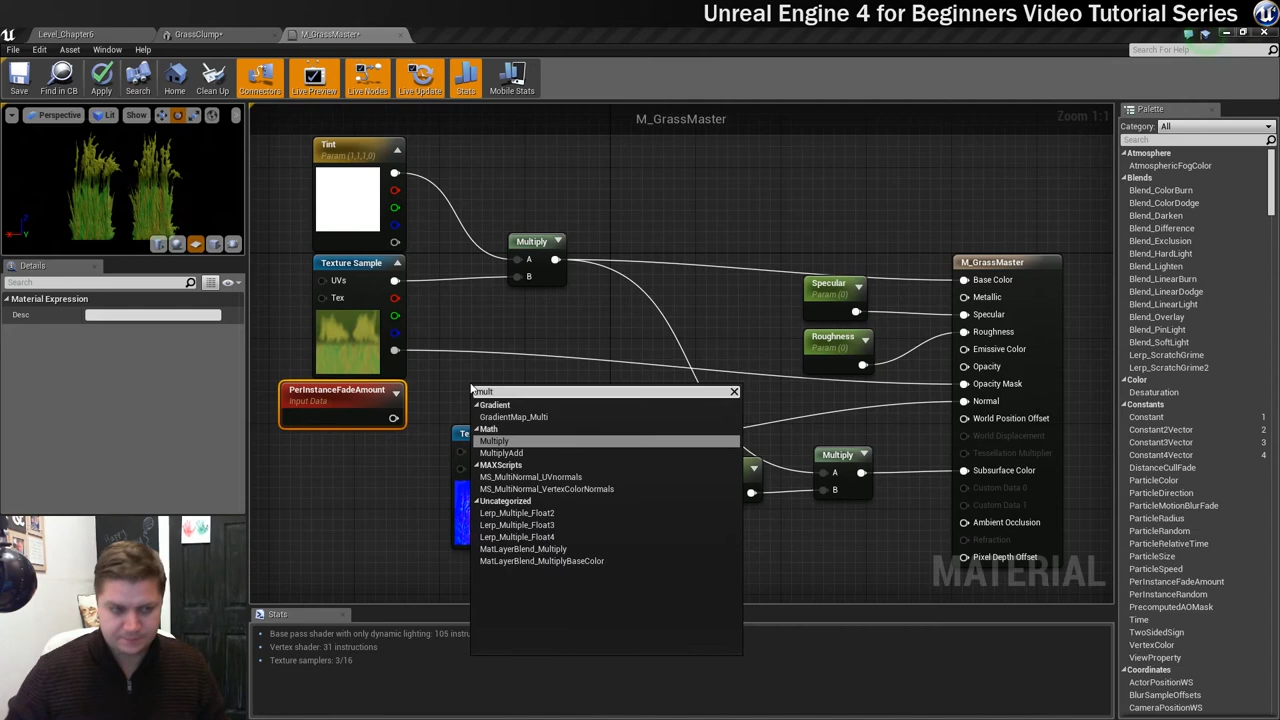 Unreal Engine 4 for Beginners Video Tutorial Series
Level_Chapter6
GrassClump*
M_GrassMaster*
File
Edit
Asset
Window
Help
Search For Help
Save
Find in CB
Apply
Search
Home
Clean Up
Connectors
Live Preview
Live Nodes
Live Update
Stats
Mobile Stats
Perspective
Lit
Show
Details
Search
Material Expression
Desc
M_GrassMaster
Zoom 1:1
Tint
Param (1,1,1,0)
Texture Sample
UVs
Tex
PerInstanceFadeAmount
Input Data
Multiply
A
B
Specular
Param (0)
Roughness
Param (0)
Te
Multiply
A
B
M_GrassMaster
Base Color
Metallic
Specular
Roughness
Emissive Color
Opacity
Opacity Mask
Normal
World Position Offset
World Displacement
Tessellation Multiplier
Subsurface Color
Custom Data 0
Custom Data 1
Ambient Occlusion
Refraction
Pixel Depth Offset
MATERIAL
mult
Gradient
GradientMap_Multi
Math
Multiply
MultiplyAdd
MAXScripts
MS_MultiNormal_UVnormals
MS_MultiNormal_VertexColorNormals
Uncategorized
Lerp_Multiple_Float2
Lerp_Multiple_Float3
Lerp_Multiple_Float4
MatLayerBlend_Multiply
MatLayerBlend_MultiplyBaseColor
Stats
Base pass shader with only dynamic lighting: 105 instru
Vertex shader: 31 instructions
Texture samplers: 3/16
Palette
Category: All
Search
Atmosphere
AtmosphericFogColor
Blends
Blend_ColorBurn
Blend_ColorDodge
Blend_Darken
Blend_Difference
Blend_Exclusion
Blend_HardLight
Blend_Lighten
Blend_LinearBurn
Blend_LinearDodge
Blend_LinearLight
Blend_Overlay
Blend_PinLight
Blend_Screen
Blend_SoftLight
Lerp_ScratchGrime
Lerp_ScratchGrime2
Color
Desaturation
Constants
Constant 1
Constant2Vector 2
Constant3Vector 3
Constant4Vector 4
DistanceCullFade
ParticleColor
ParticleDirection
ParticleMotionBlurFade
ParticleRadius
ParticleRelativeTime
ParticleSize
ParticleSpeed
PerInstanceFadeAmount
PerInstanceRandom
PrecomputedAOMask
Time
TwoSidedSign
VertexColor
ViewProperty
Coordinates
ActorPositionWS
BlurSampleOffsets
CameraPositionWS